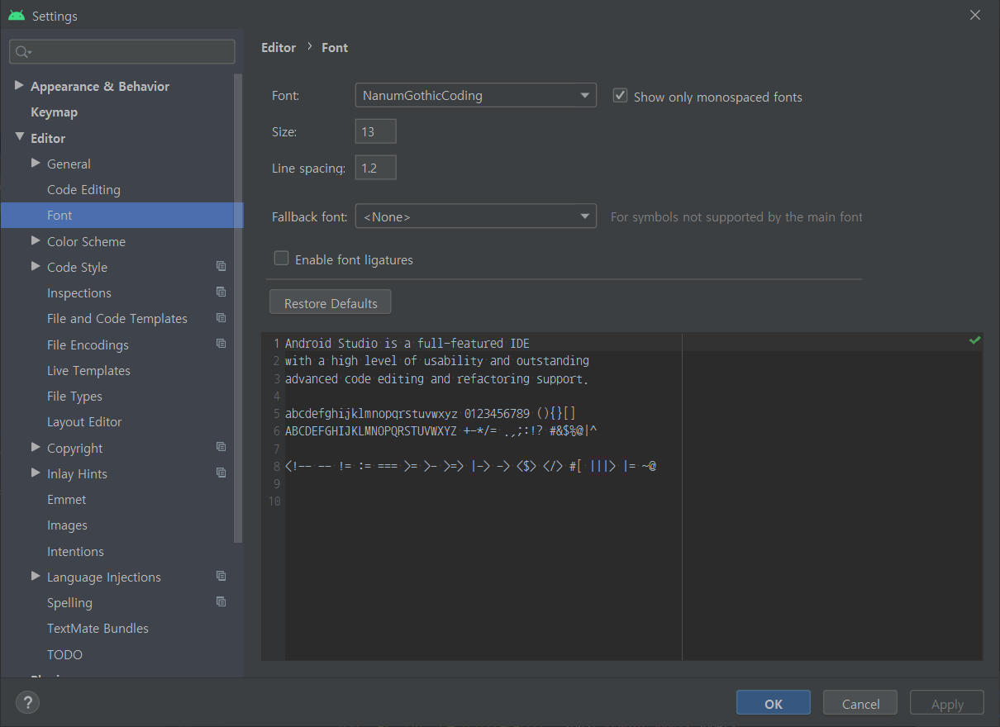 Settings
Editor › Font
Appearance & Behavior
Keymap
Editor
General
Code Editing
Font
Color Scheme
Code Style
Inspections
File and Code Templates
File Encodings
Live Templates
File Types
Layout Editor
Copyright
Inlay Hints
Emmet
Images
Intentions
Language Injections
Spelling
TextMate Bundles
TODO
Font: NanumGothicCoding Show only monospaced fonts
Size: 13
Line spacing: 1.2
Fallback font: <None> For symbols not supported by the main font
Enable font ligatures
Restore Defaults
1 Android Studio is a full-featured IDE
2 with a high level of usability and outstanding
3 advanced code editing and refactoring support.
4
5 abcdefghijklmnopqrstuvwxyz 0123456789 (){}[]
6 ABCDEFGHIJKLMNOPQRSTUVWXYZ +-*/= .,;:!? #&$%@|^
7
8 <!-- -- != := === >= >- >=> |-> -> <$> </> #[ |||> |= ~@
9
10
? OK Cancel Apply